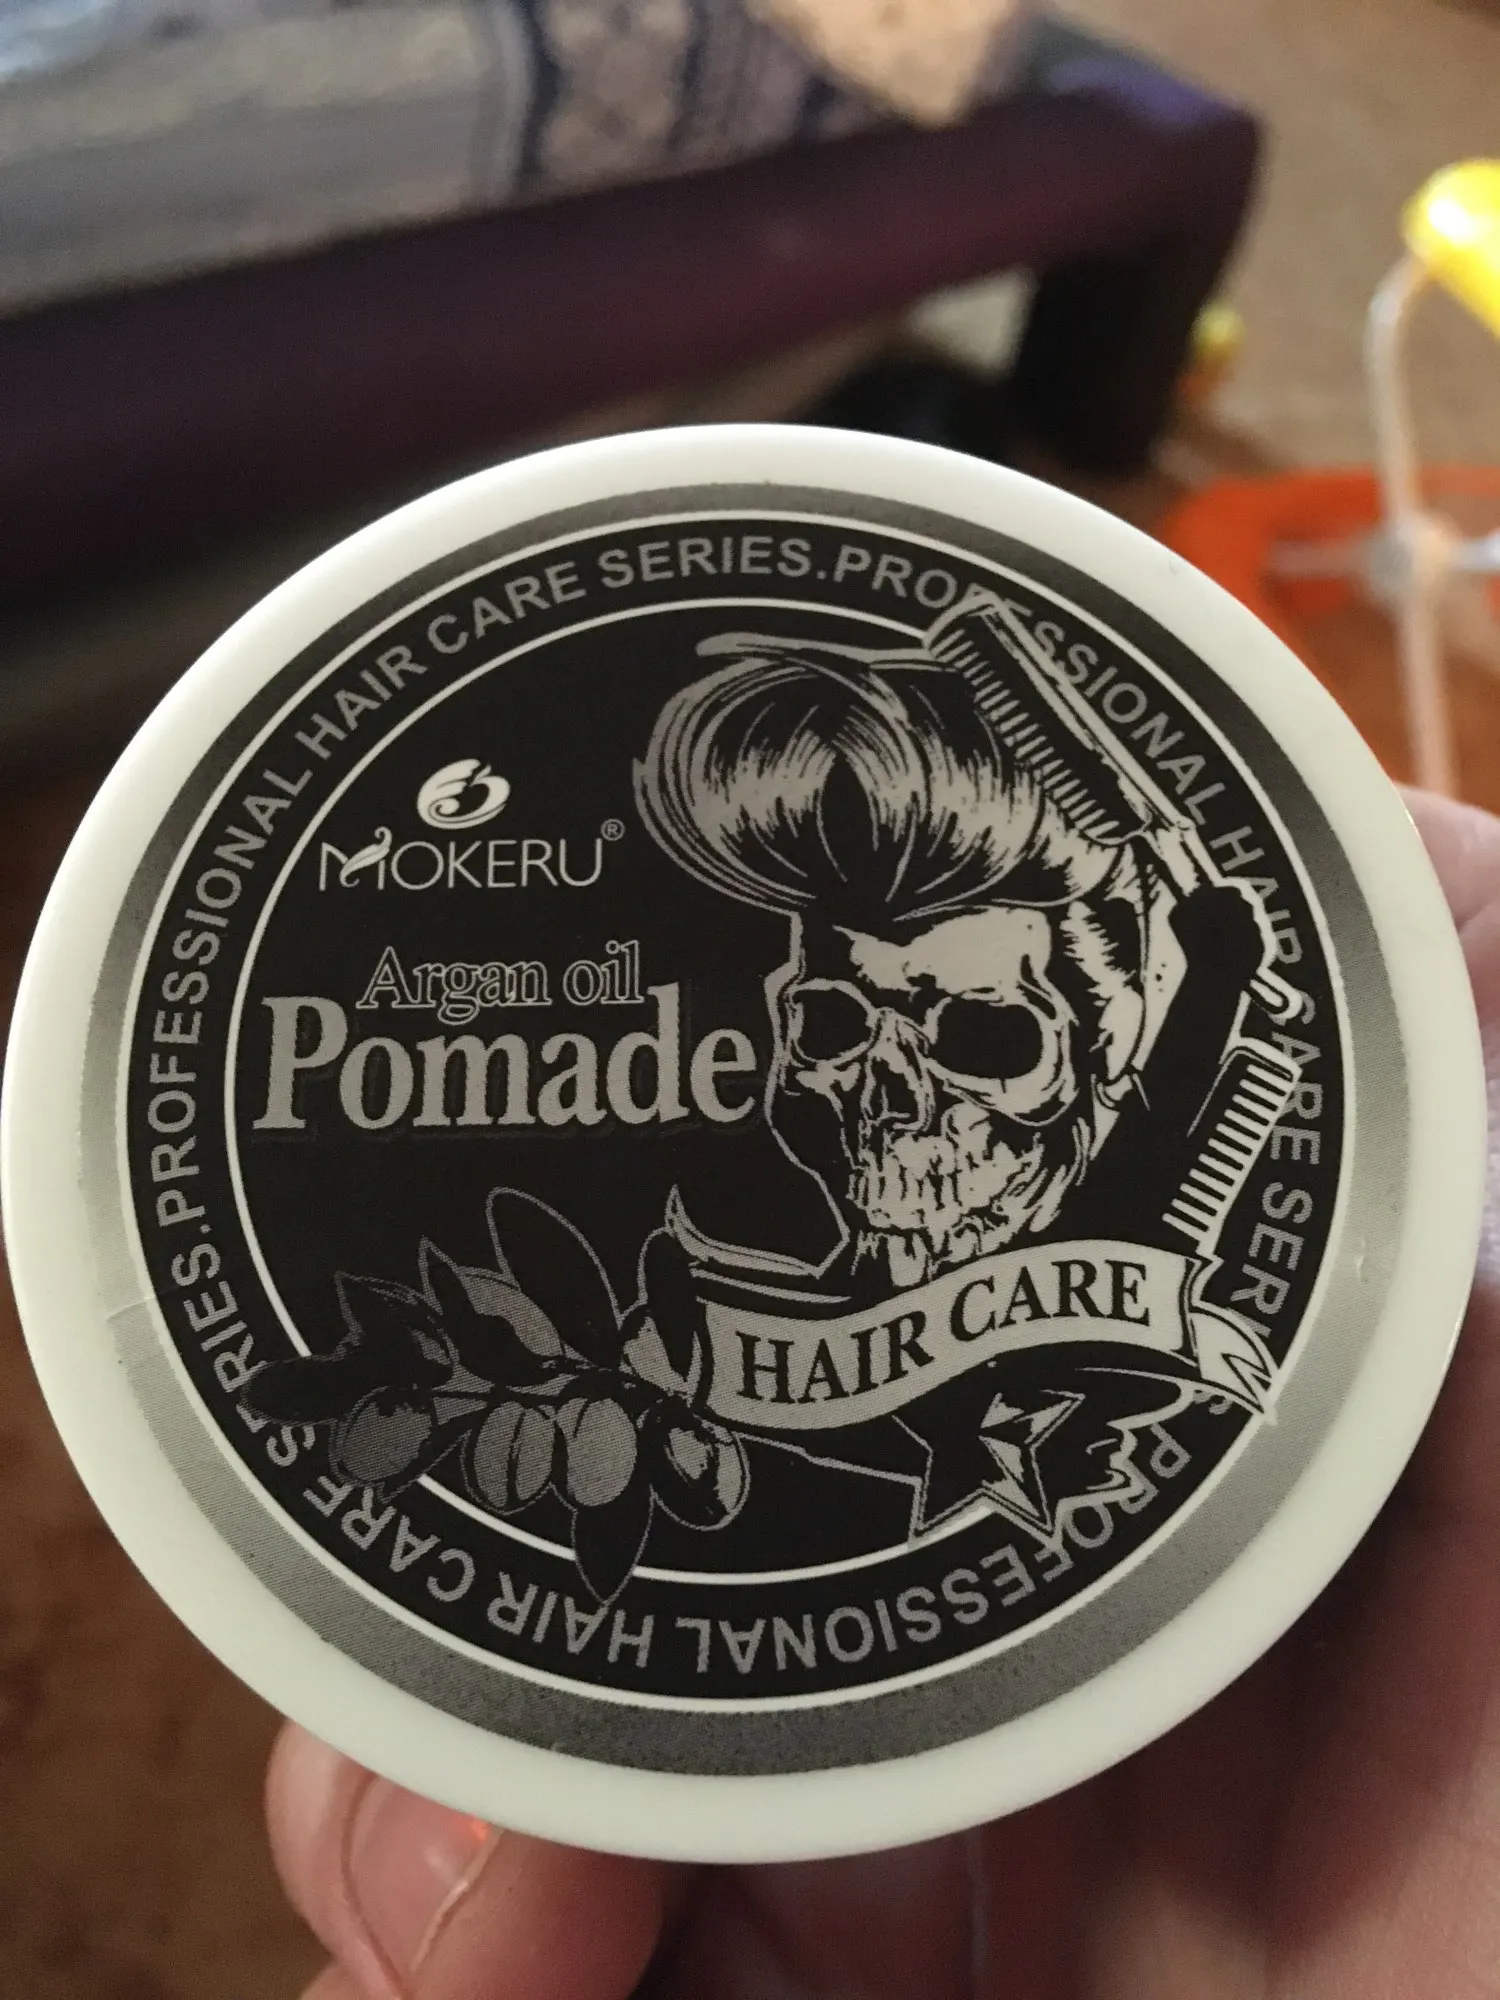 PROFESSIONAL HAIR CARE SERIES.PROFESSIONAL HAIR CARE SERIES.PROFESSIONAL HAIR CARE SERIES.
MOKERU®
Argan oil
Pomade
HAIR CARE